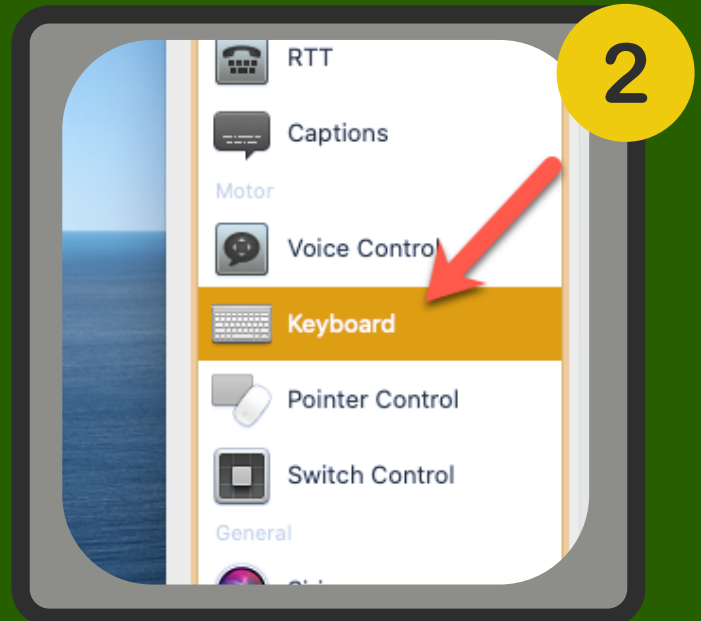 2
RTT
Captions
Motor
Voice Control
Keyboard
Pointer Control
Switch Control
General